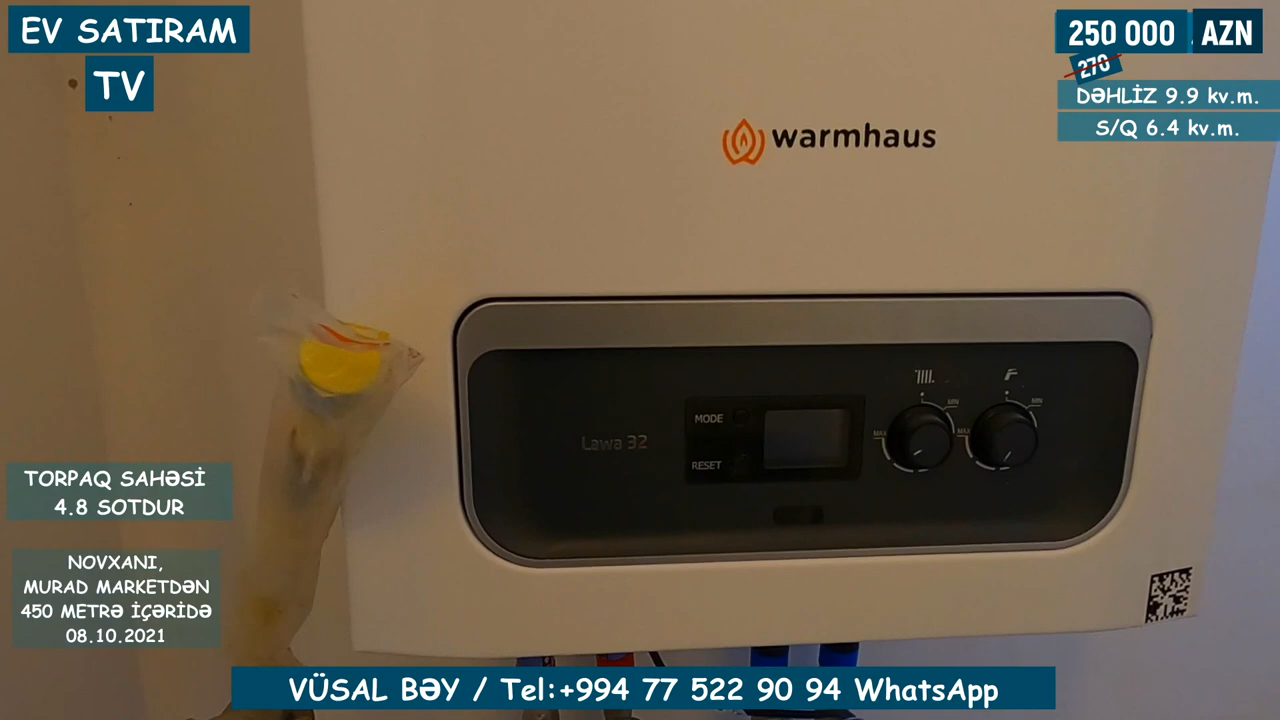 EV SATIRAM
TV
250 000 AZN
270
DƏHLİZ 9.9 kv.m.
S/Q 6.4 kv.m.
warmhaus
MIN
MIN
MODE
Lawa 32
MAX
MAX
RESET
TORPAQ SAHƏSİ
4.8 SOTDUR
NOVXANI,
MURAD MARKETDƏN
450 METRƏ İÇƏRİDƏ
08.10.2021
VÜSAL BƏY / Tel:+994 77 522 90 94 WhatsApp